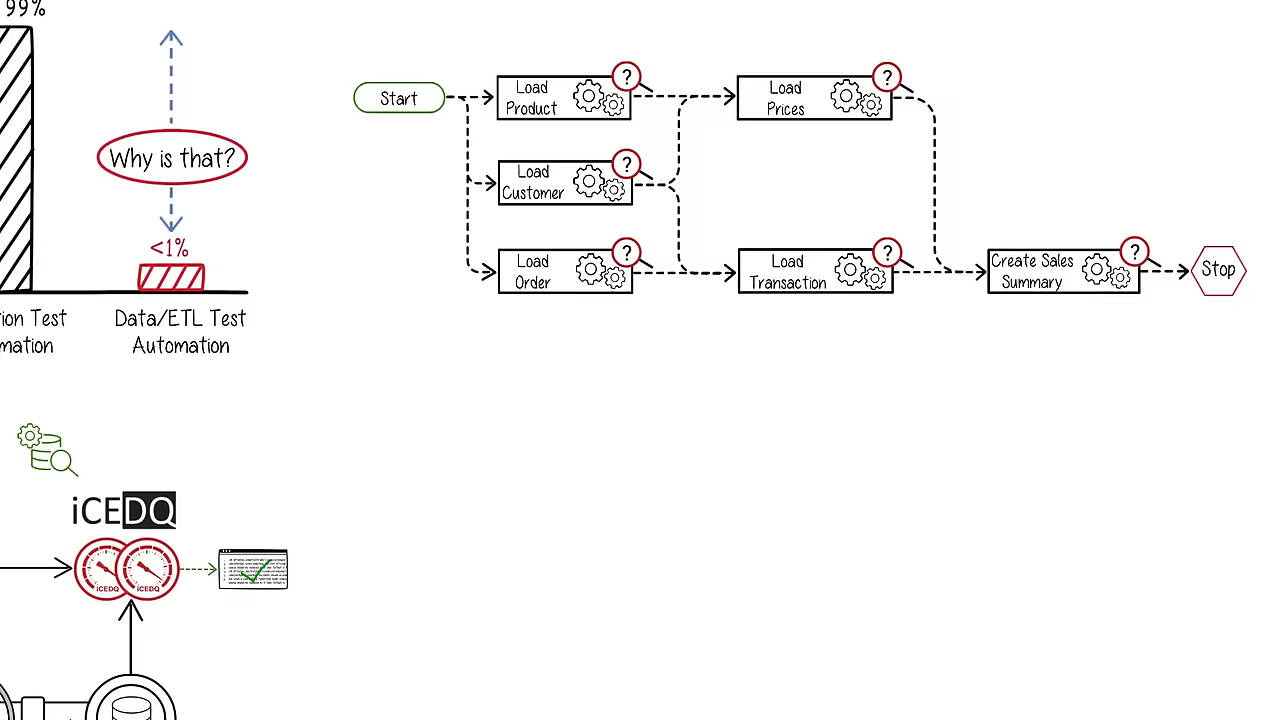 99%
Why is that?
<1%
ion Test
mation
Data/ETL Test
Automation
Start
Load
Product
?
Load
Prices
?
Load
Customer
?
Load
Order
?
Load
Transaction
?
Create Sales
Summary
?
Stop
iCEDQ
iCEDQ
iCEDQ